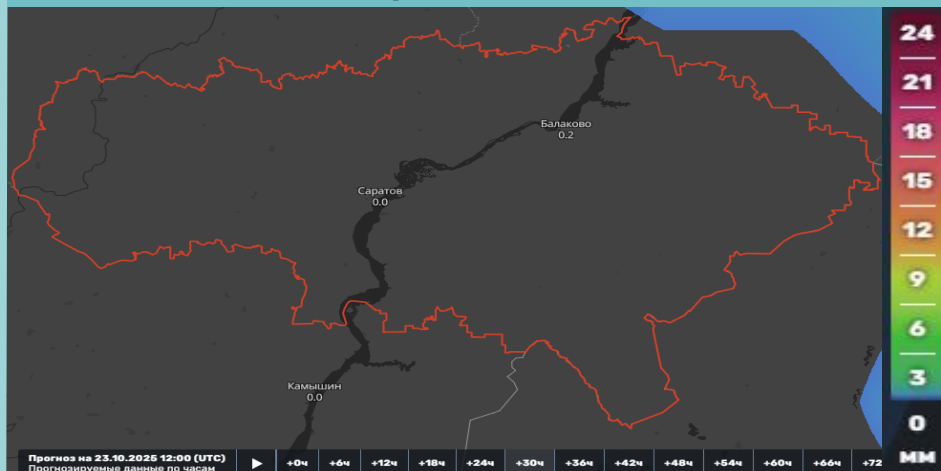 24
21
18
15
12
9
6
3
0
мм
Балаково
0.2
Саратов
0.0
Камышин
0.0
Прогноз на 23.10.2025 12:00 (UTC)
Прогнозируемые данные по часам
+0ч +6ч +12ч +18ч +24ч +30ч +36ч +42ч +48ч +54ч +60ч +66ч +72